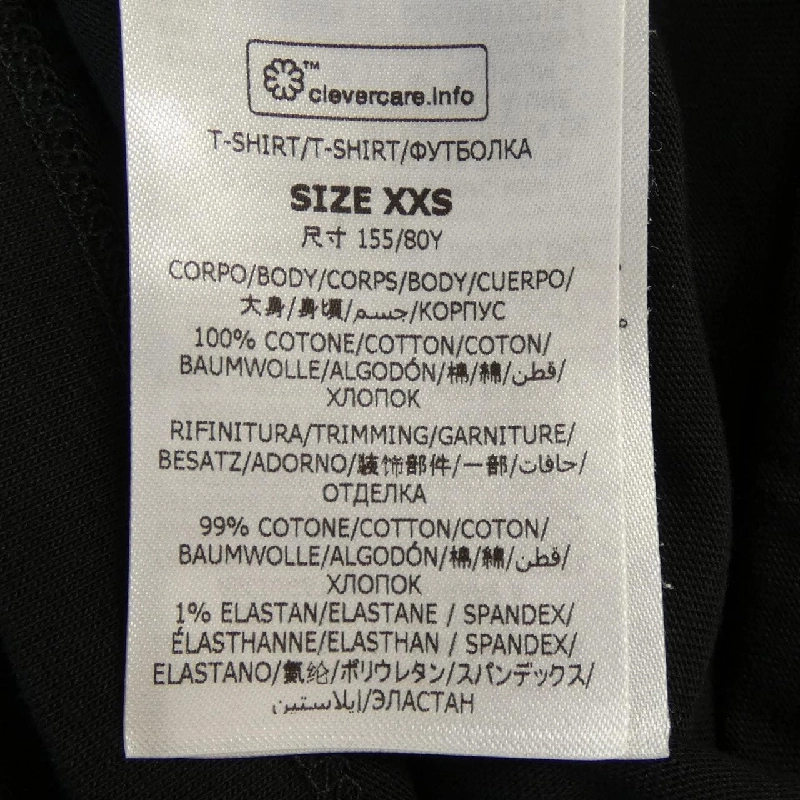 ™ clevercare.info
T-SHIRT/T-SHIRT/ФУТБОЛКА
SIZE XXS
尺寸 155/80Y
CORPO/BODY/CORPS/BODY/CUERPO/
大身/身頃/جسم/КОРПУС
100% COTONE/COTTON/COTON/
BAUMWOLLE/ALGODÓN/棉/綿/قطن/
ХЛОПОК
RIFINITURA/TRIMMING/GARNITURE/
BESATZ/ADORNO/装饰部件/一部/حافات/
ОТДЕЛКА
99% COTONE/COTTON/COTON/
BAUMWOLLE/ALGODÓN/棉/綿/قطن/
ХЛОПОК
1% ELASTAN/ELASTANE / SPANDEX/
ÉLASTHANNE/ELASTHAN / SPANDEX/
ELASTANO/氨纶/ポリウレタン/スパンデックス/
إيلاستين/ЭЛАСТАН